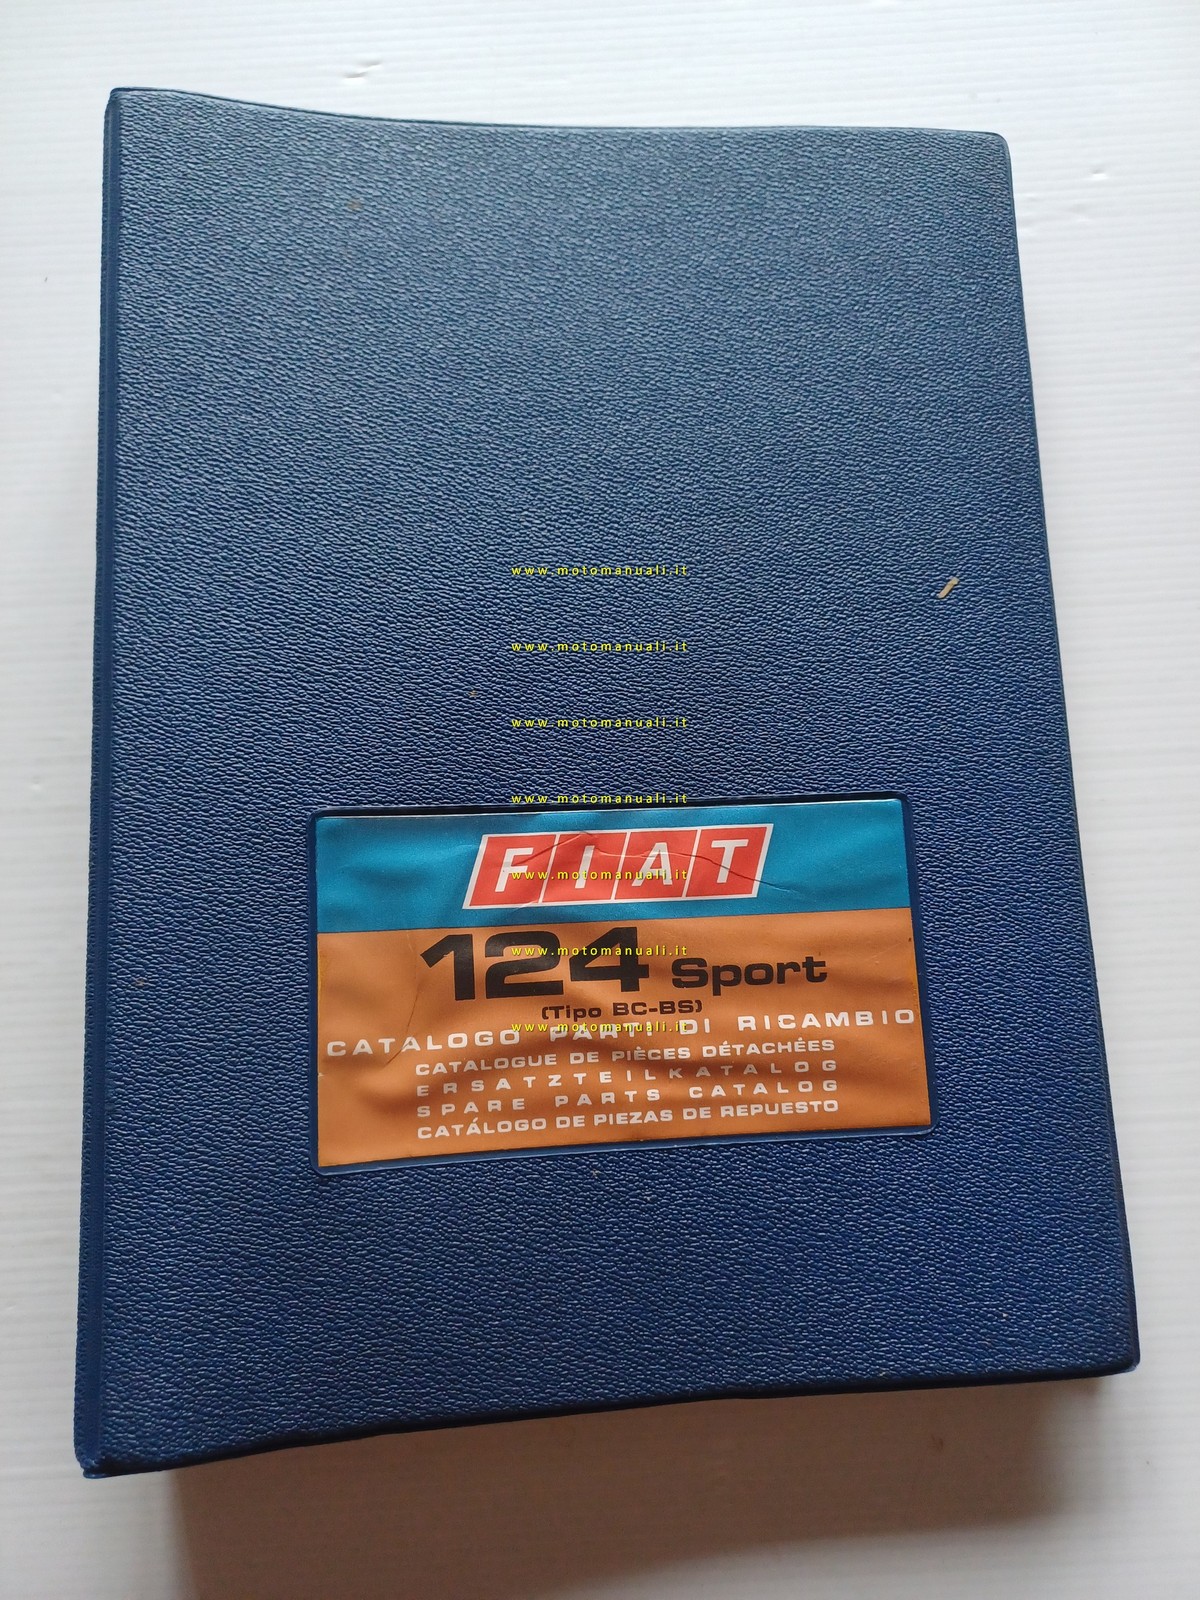 www.motomanuali.it
www.motomanuali.it
www.motomanuali.it
www.motomanuali.it
FIAT
www.motomanuali.it
124 Sport
www.motomanuali.it
(Tipo BC-BS)
CATALOGO PARTI DI RICAMBIO
www.motomanuali.it
CATALOGUE DE PIÈCES DÉTACHÉES
ERSATZTEILKATALOG
SPARE PARTS CATALOG
CATÁLOGO DE PIEZAS DE REPUESTO